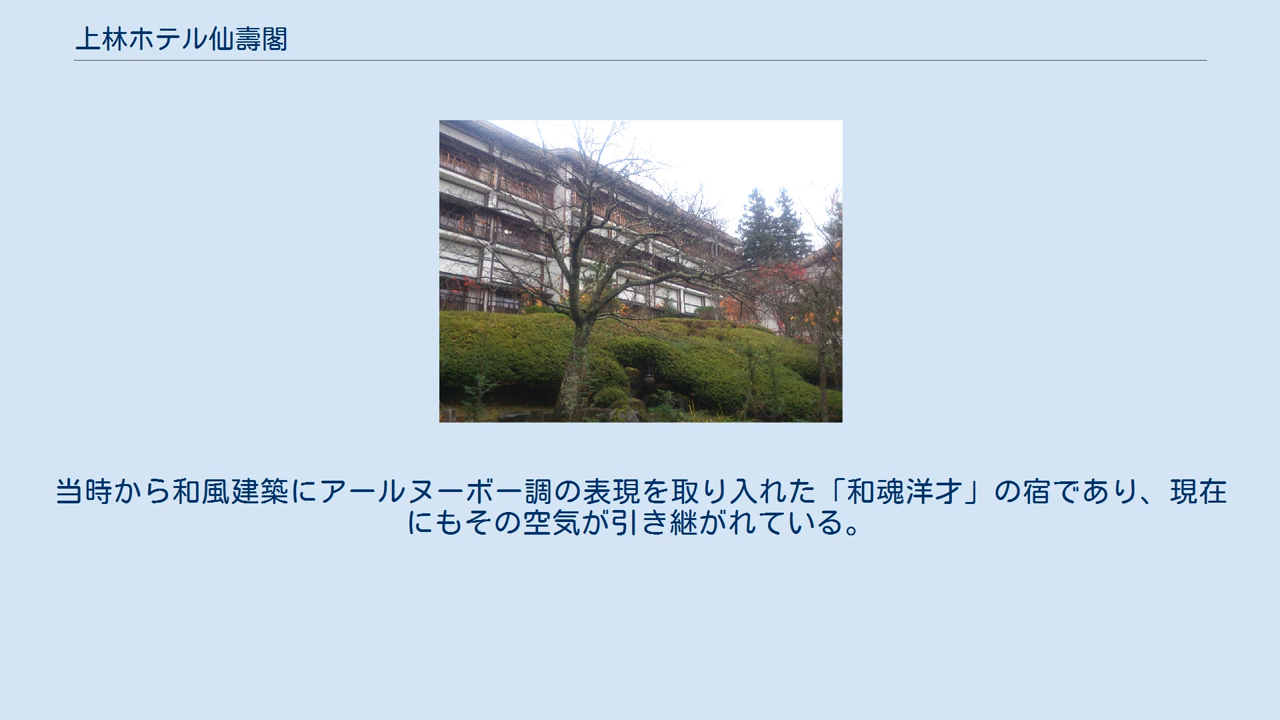 上林ホテル仙壽閣
当時から和風建築にアールヌーボー調の表現を取り入れた「和魂洋才」の宿であり、現在
にもその空気が引き継がれている。